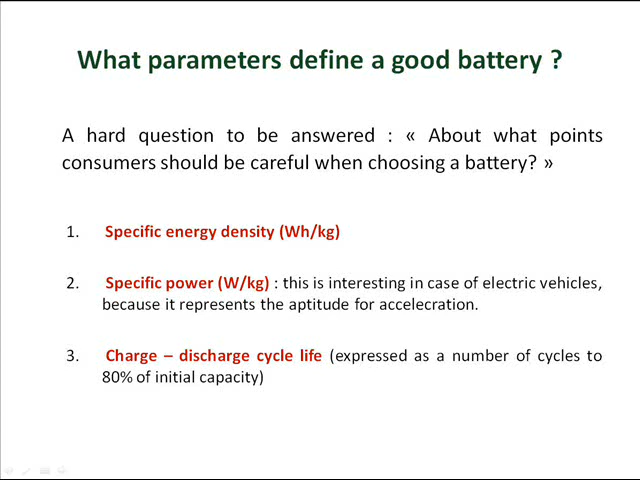 What parameters define a good battery ?
A hard question to be answered : « About what points
consumers should be careful when choosing a battery? »
1. Specific energy density (Wh/kg)
2. Specific power (W/kg) : this is interesting in case of electric vehicles,
because it represents the aptitude for accelecration.
3. Charge – discharge cycle life (expressed as a number of cycles to
80% of initial capacity)